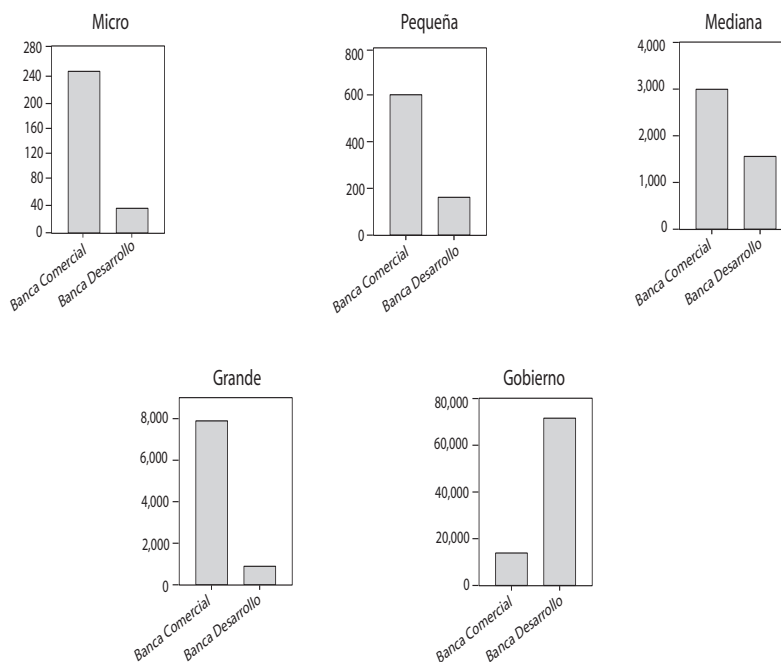 Micro
280
240
200
160
120
80
40
0
Banca Comercial
Banca Desarrollo
Pequeña
800
600
400
200
0
Banca Comercial
Banca Desarrollo
Mediana
4,000
3,000
2,000
1,000
0
Banca Comercial
Banca Desarrollo
Grande
8,000
6,000
4,000
2,000
0
Banca Comercial
Banca Desarrollo
Gobierno
80,000
60,000
40,000
20,000
0
Banca Comercial
Banca Desarrollo